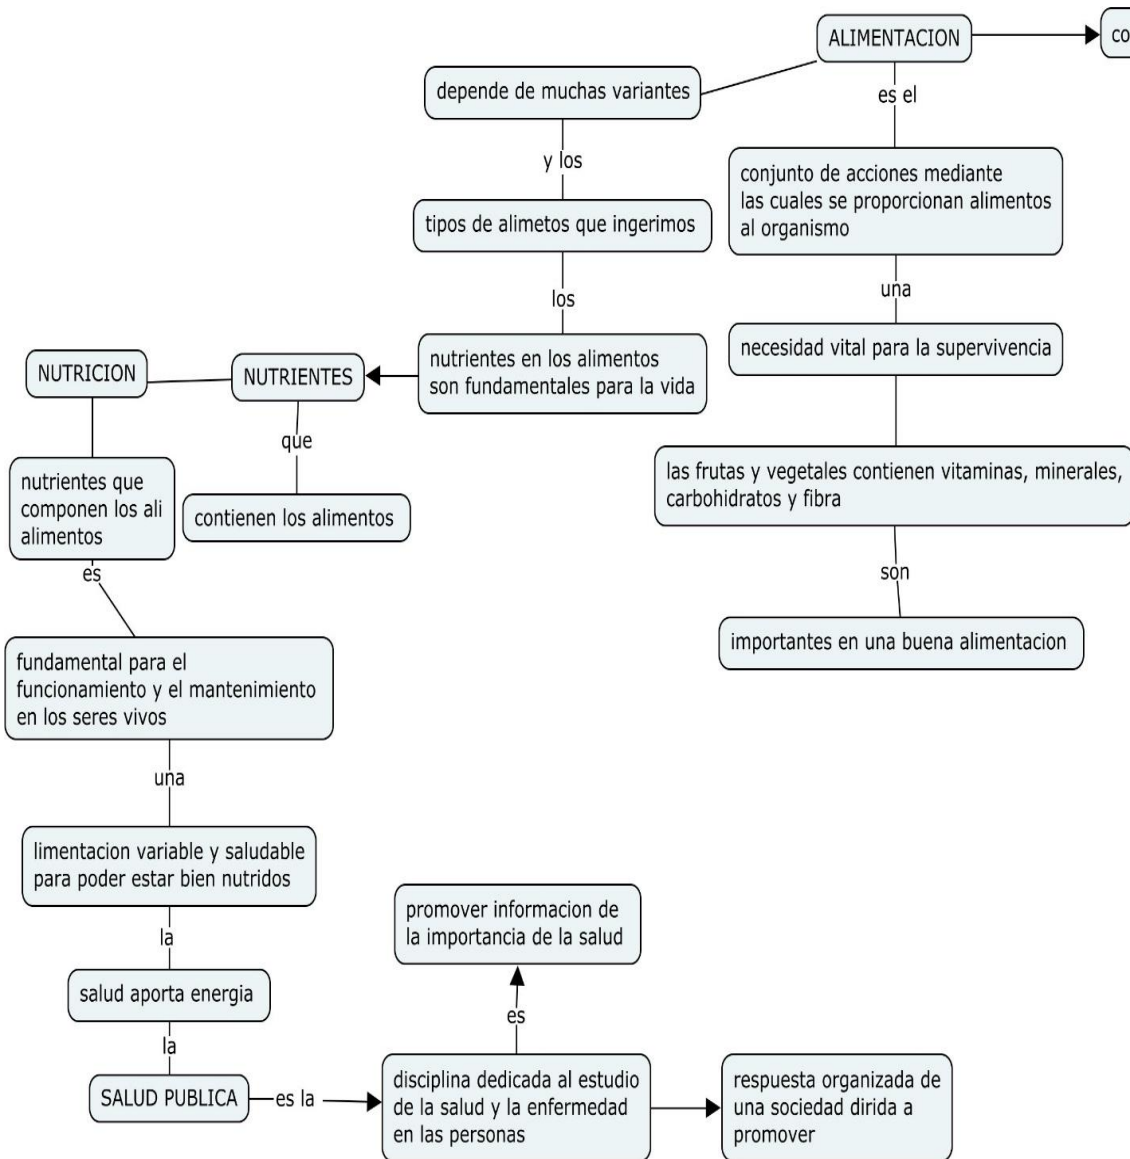 ALIMENTACION
co
depende de muchas variantes
es el
y los
conjunto de acciones mediante
las cuales se proporcionan alimentos
al organismo
tipos de alimetos que ingerimos
una
los
necesidad vital para la supervivencia
nutrientes en los alimentos
son fundamentales para la vida
NUTRIENTES
NUTRICION
que
contienen los alimentos
las frutas y vegetales contienen vitaminas, minerales,
carbohidratos y fibra
son
importantes en una buena alimentacion
nutrientes que
componen los ali
alimentos
es
fundamental para el
funcionamiento y el mantenimiento
en los seres vivos
una
limentacion variable y saludable
para poder estar bien nutridos
la
salud aporta energia
la
SALUD PUBLICA
es la
disciplina dedicada al estudio
de la salud y la enfermedad
en las personas
es
promover informacion de
la importancia de la salud
respuesta organizada de
una sociedad dirida a
promover